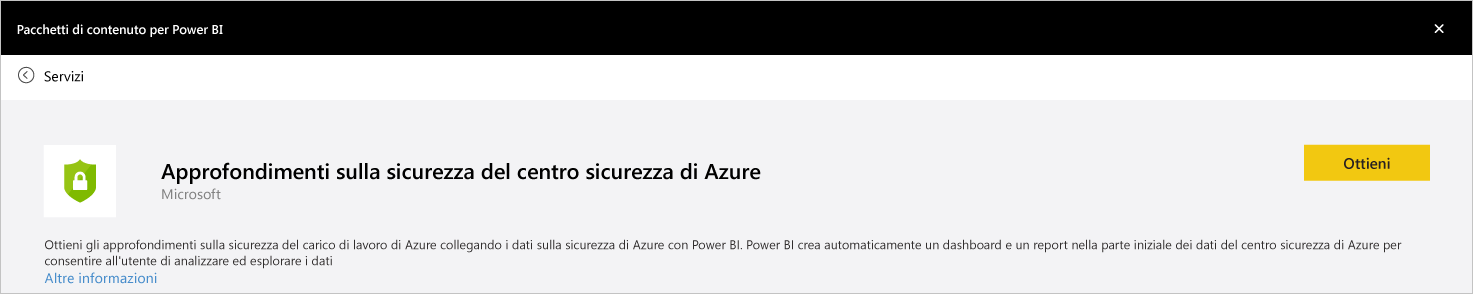 Pacchetti di contenuto per Power BI
Servizi
Approfondimenti sulla sicurezza del centro sicurezza di Azure
Microsoft
Ottieni
Ottieni gli approfondimenti sulla sicurezza del carico di lavoro di Azure collegando i dati sulla sicurezza di Azure con Power BI. Power BI crea automaticamente un dashboard e un report nella parte iniziale dei dati del centro sicurezza di Azure per
consentire all'utente di analizzare ed esplorare i dati
Altre informazioni